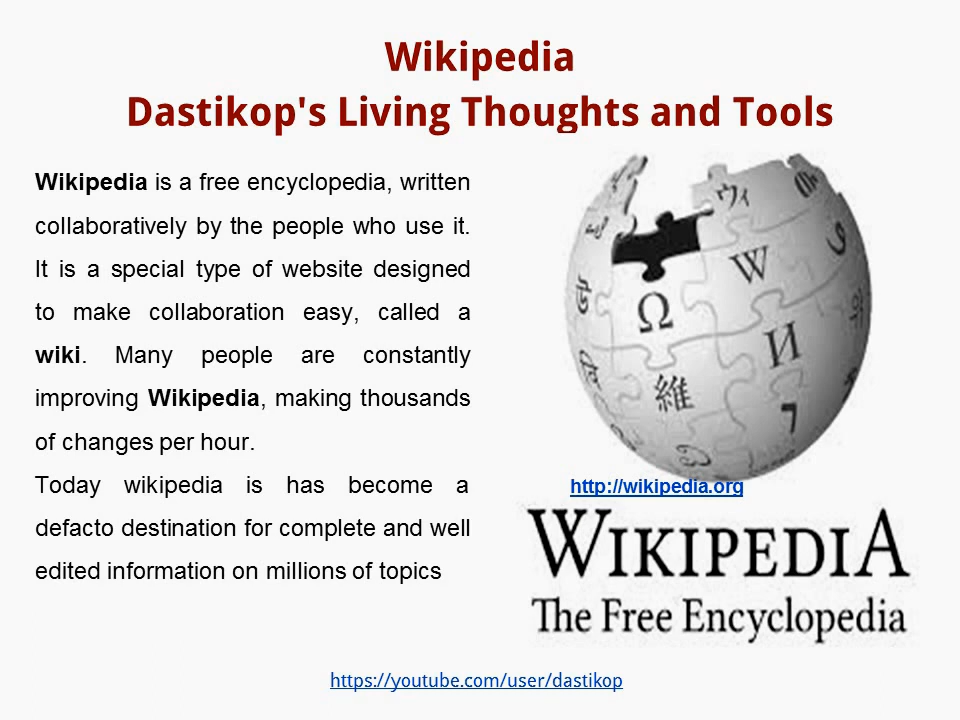 Wikipedia
Dastikop's Living Thoughts and Tools
Wikipedia is a free encyclopedia, written
collaboratively by the people who use it.
It is a special type of website designed
to make collaboration easy, called a
wiki. Many people are constantly
improving Wikipedia, making thousands
of changes per hour.
Today wikipedia is has become a
defacto destination for complete and well
edited information on millions of topics
ウィ
W
Ω
И
維
http://wikipedia.org
WIKIPEDIA
The Free Encyclopedia
https://youtube.com/user/dastikop